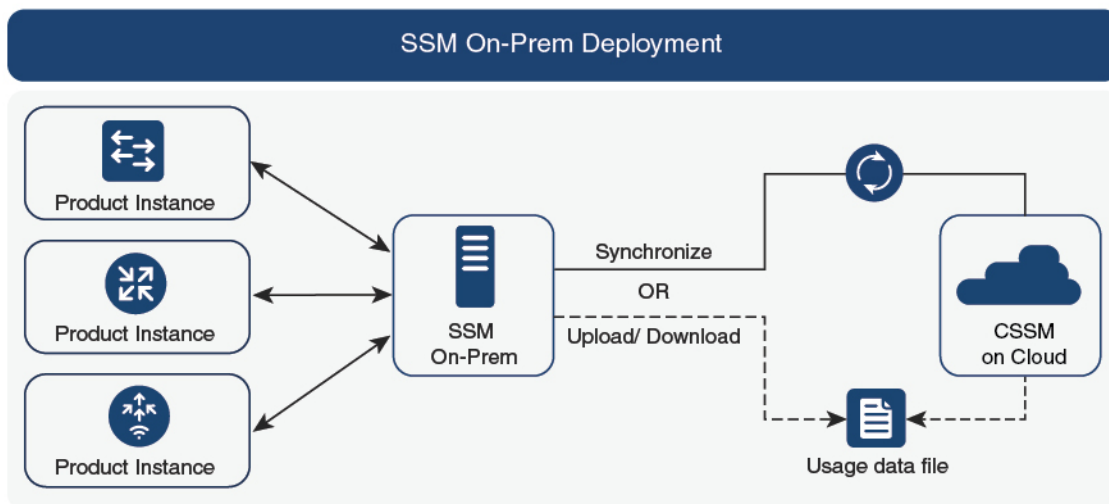 SSM On-Prem Deployment
Product Instance
Product Instance
Product Instance
SSM
On-Prem
Synchronize
OR
Upload/ Download
CSSM
on Cloud
Usage data file